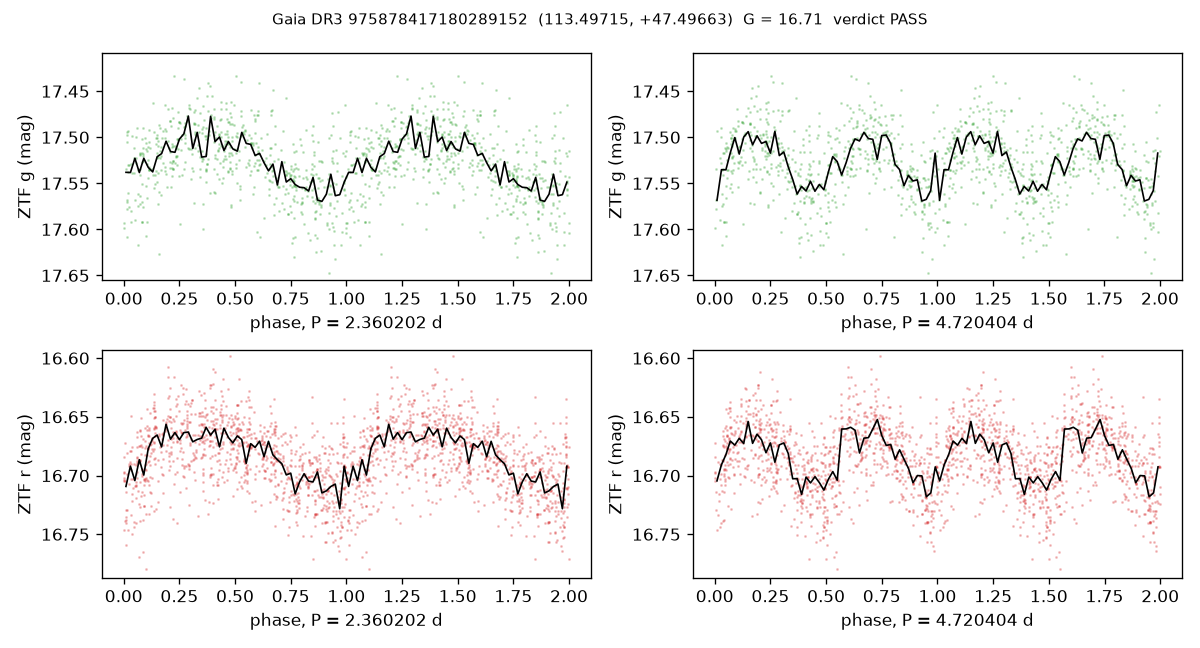 Gaia DR3 975878417180289152 (113.49715, +47.49663) G = 16.71 verdict PASS
ZTF g (mag)
17.45
17.50
17.55
17.60
17.65
0.00 0.25 0.50 0.75 1.00 1.25 1.50 1.75 2.00
phase, P = 2.360202 d
ZTF g (mag)
17.45
17.50
17.55
17.60
17.65
0.00 0.25 0.50 0.75 1.00 1.25 1.50 1.75 2.00
phase, P = 4.720404 d
ZTF r (mag)
16.60
16.65
16.70
16.75
0.00 0.25 0.50 0.75 1.00 1.25 1.50 1.75 2.00
phase, P = 2.360202 d
ZTF r (mag)
16.60
16.65
16.70
16.75
0.00 0.25 0.50 0.75 1.00 1.25 1.50 1.75 2.00
phase, P = 4.720404 d